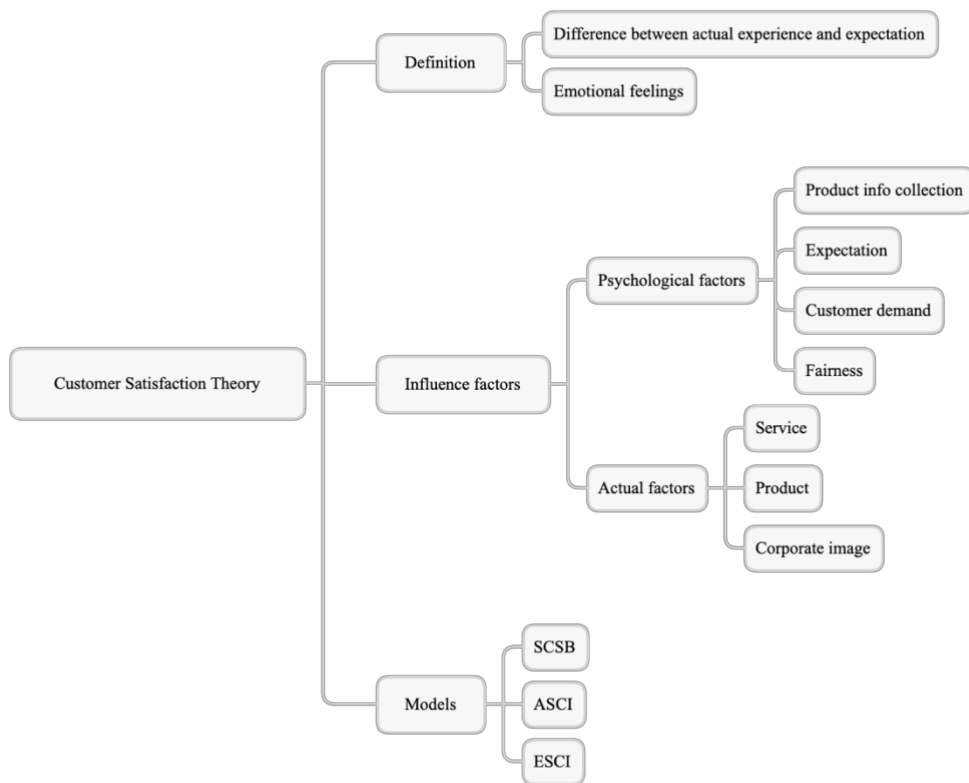 Customer Satisfaction Theory
Definition
Difference between actual experience and expectation
Emotional feelings
Influence factors
Psychological factors
Product info collection
Expectation
Customer demand
Fairness
Actual factors
Service
Product
Corporate image
Models
SCSB
ASCI
ESCI